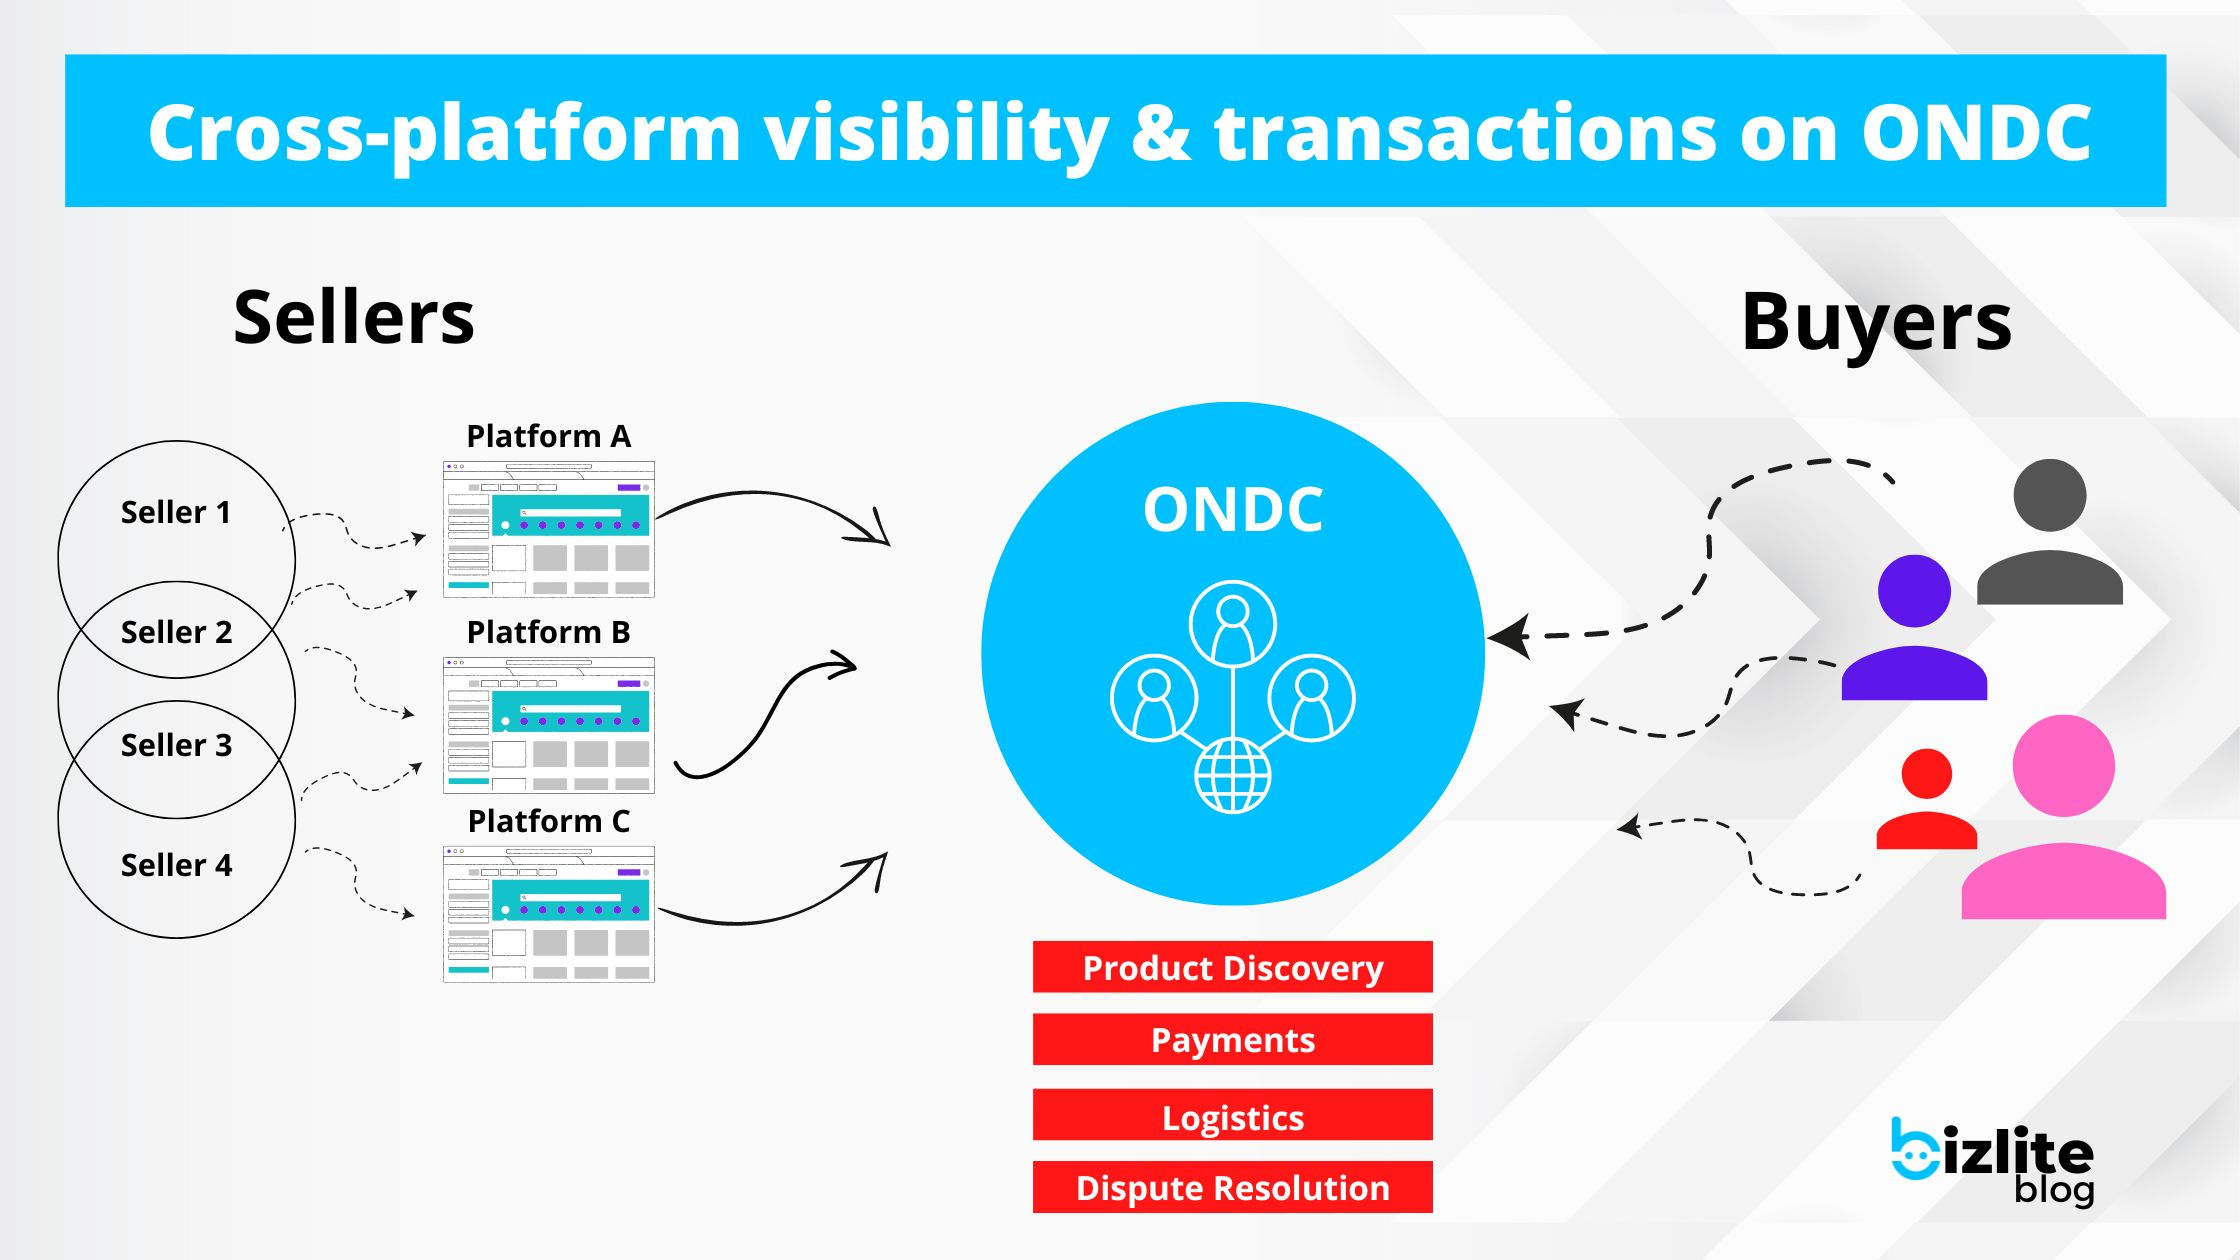 Cross-platform visibility & transactions on ONDC
Sellers
Buyers
Seller 1
Seller 2
Seller 3
Seller 4
Platform A
Platform B
Platform C
ONDC
Product Discovery
Payments
Logistics
Dispute Resolution
bizlite
blog